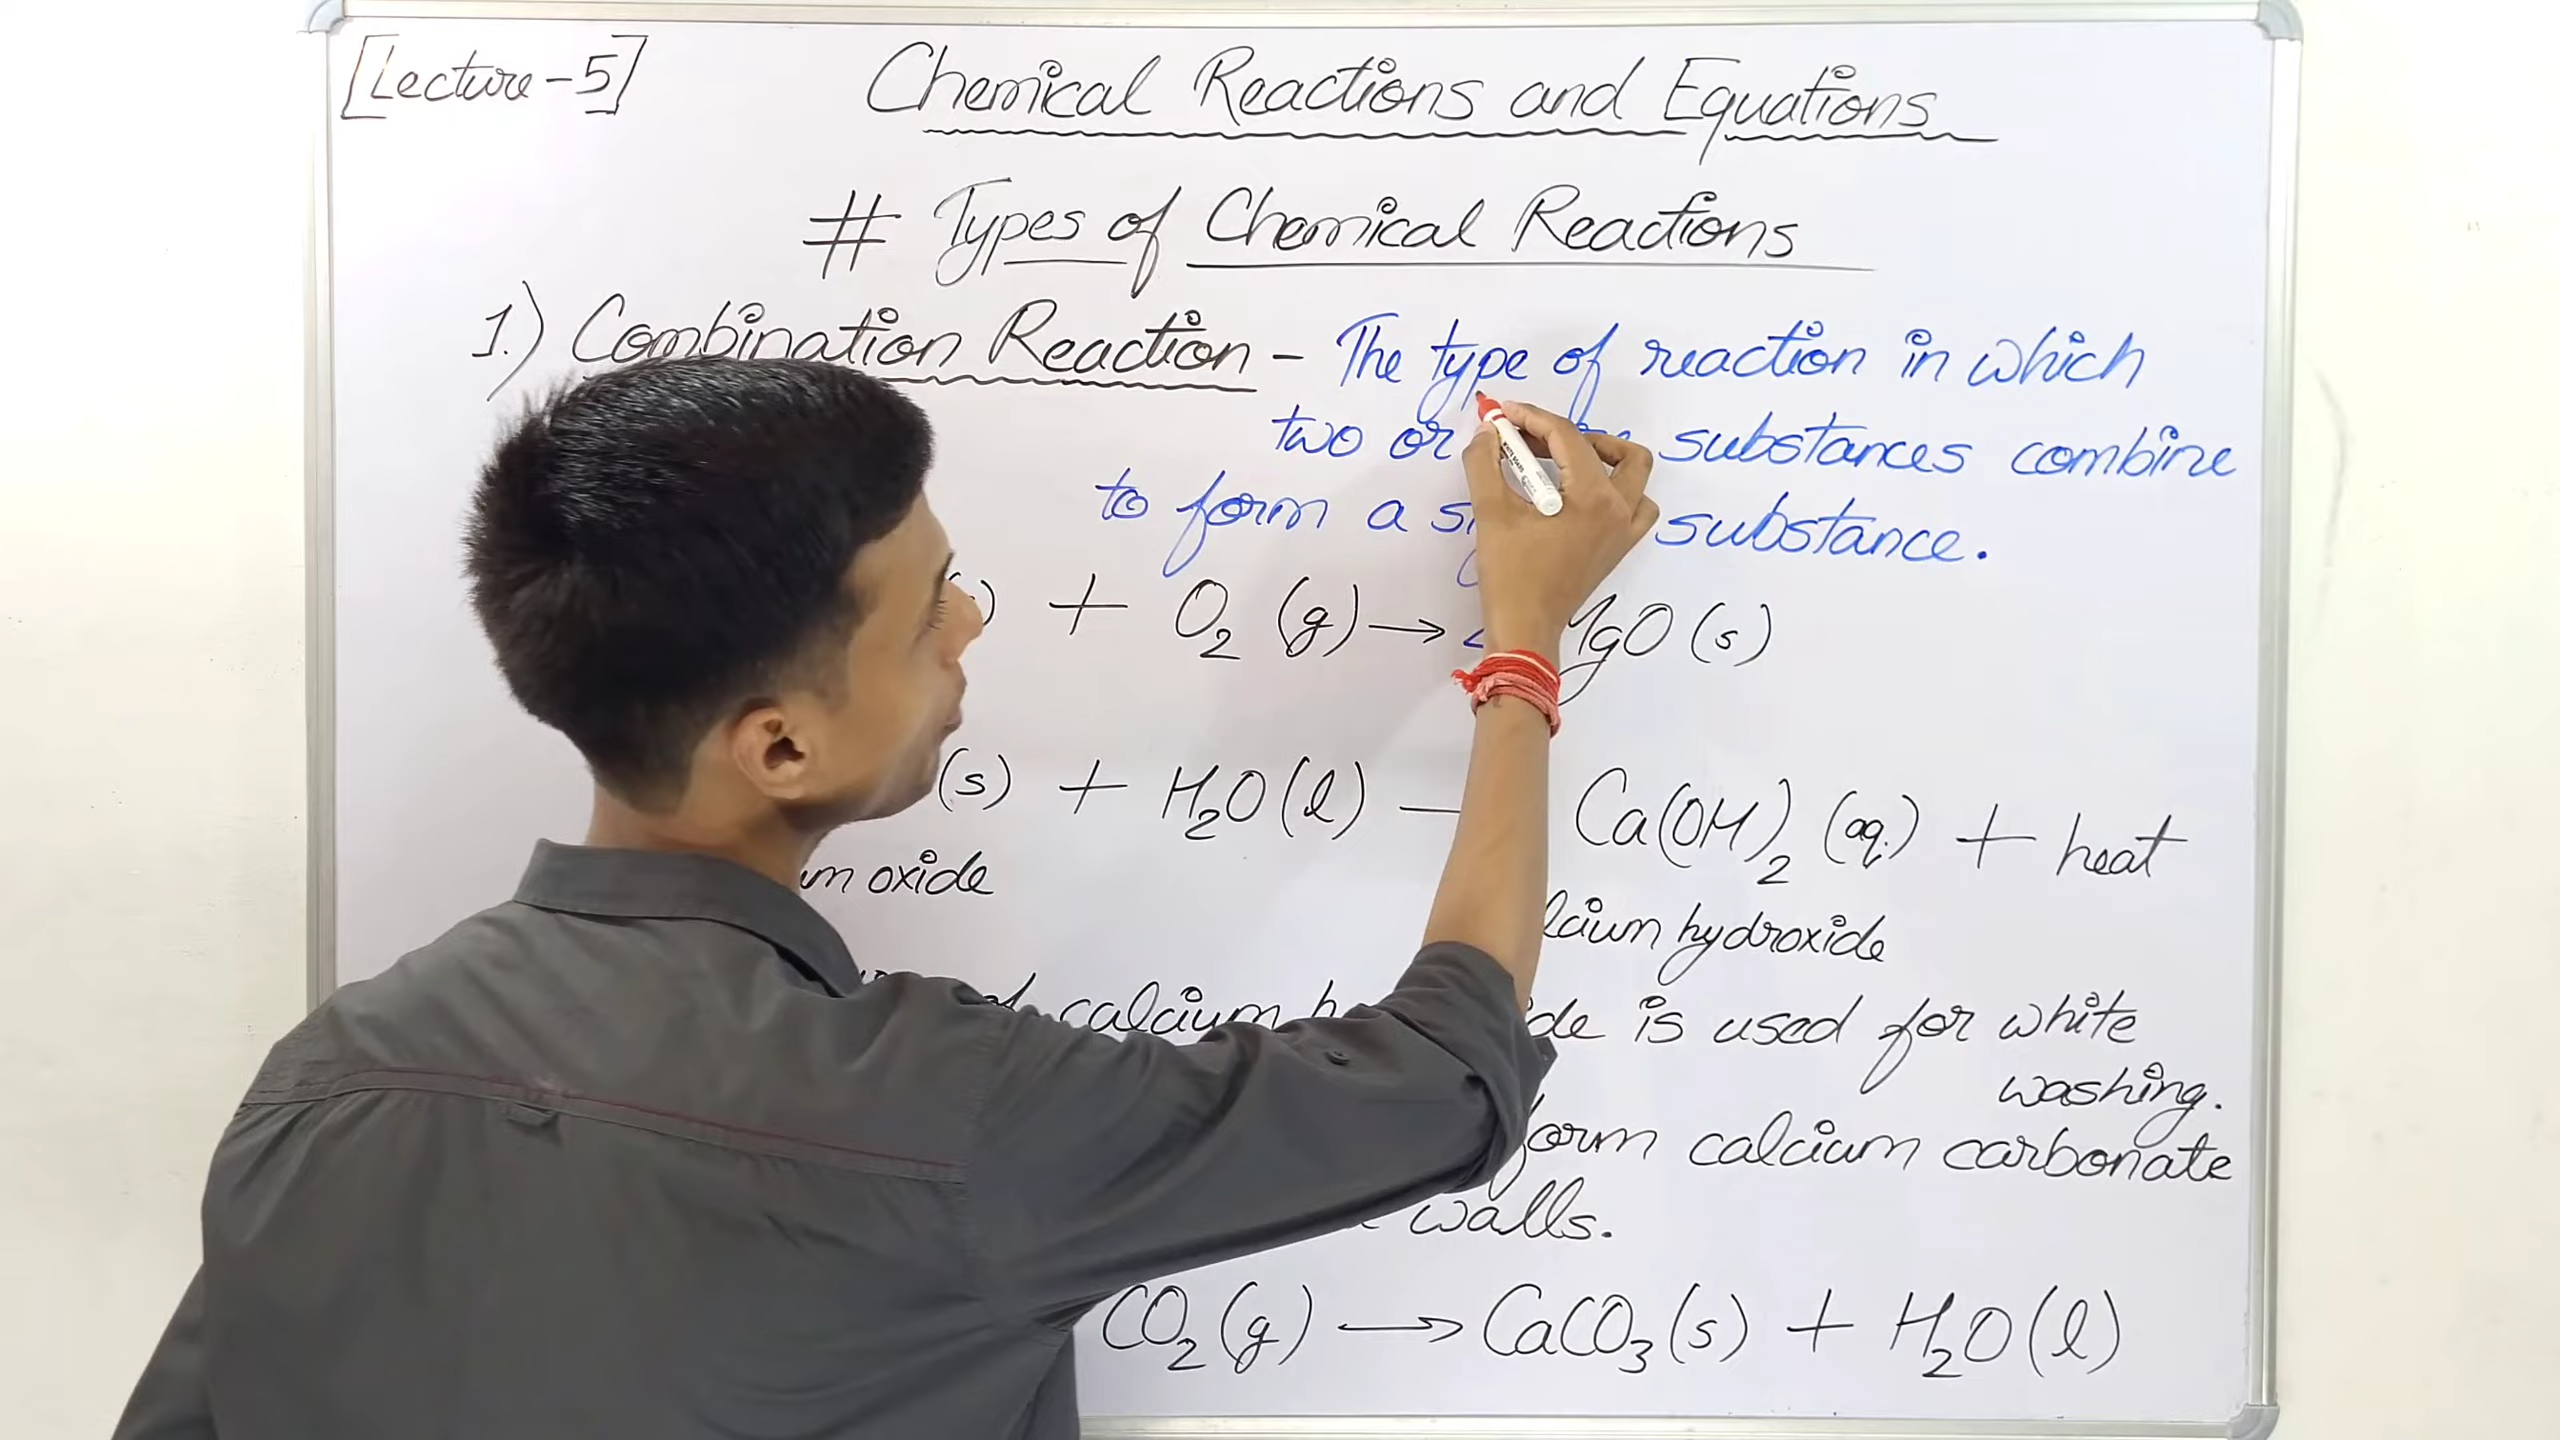 [Lecture-5] Chemical Reactions and Equations
# Types of Chemical Reactions
1.) Combination Reaction - The type of reaction in which
two or substances combine
to form a substance.
+ O₂ (g) → MgO (s)
(s) + H₂O (l) — Ca(OH)₂ (aq.) + heat
oxide hydroxide
of calcium is used for white
washing.
form calcium carbonate
walls.
CO₂ (g) → CaCO₃ (s) + H₂O (l)